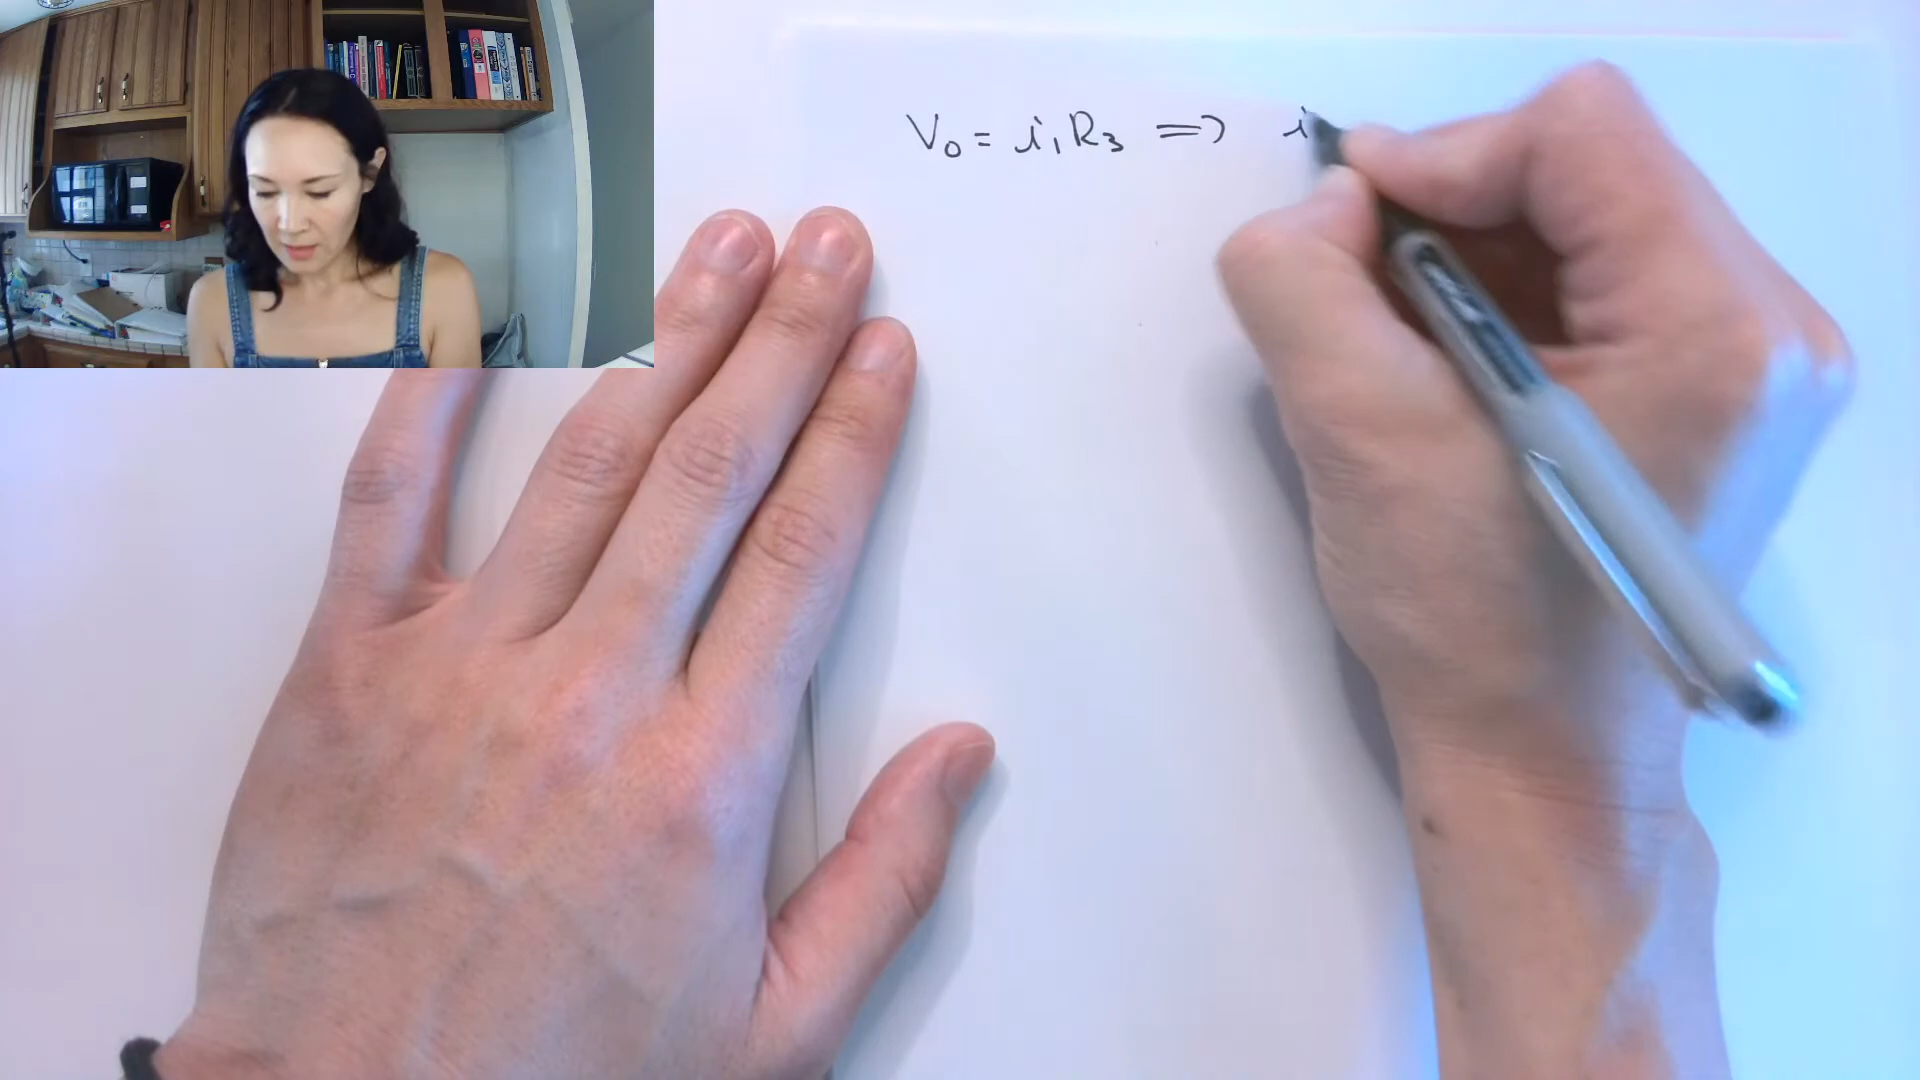 V₀ = i₁R₃ ⇒ i